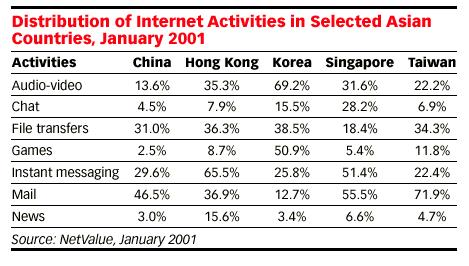 Distribution of Internet Activities in Selected Asian
Countries, January 2001
Activities China Hong Kong Korea Singapore Taiwan
Audio-video 13.6% 35.3% 69.2% 31.6% 22.2%
Chat 4.5% 7.9% 15.5% 28.2% 6.9%
File transfers 31.0% 36.3% 38.5% 18.4% 34.3%
Games 2.5% 8.7% 50.9% 5.4% 11.8%
Instant messaging 29.6% 65.5% 25.8% 51.4% 22.4%
Mail 46.5% 36.9% 12.7% 55.5% 71.9%
News 3.0% 15.6% 3.4% 6.6% 4.7%
Source: NetValue, January 2001